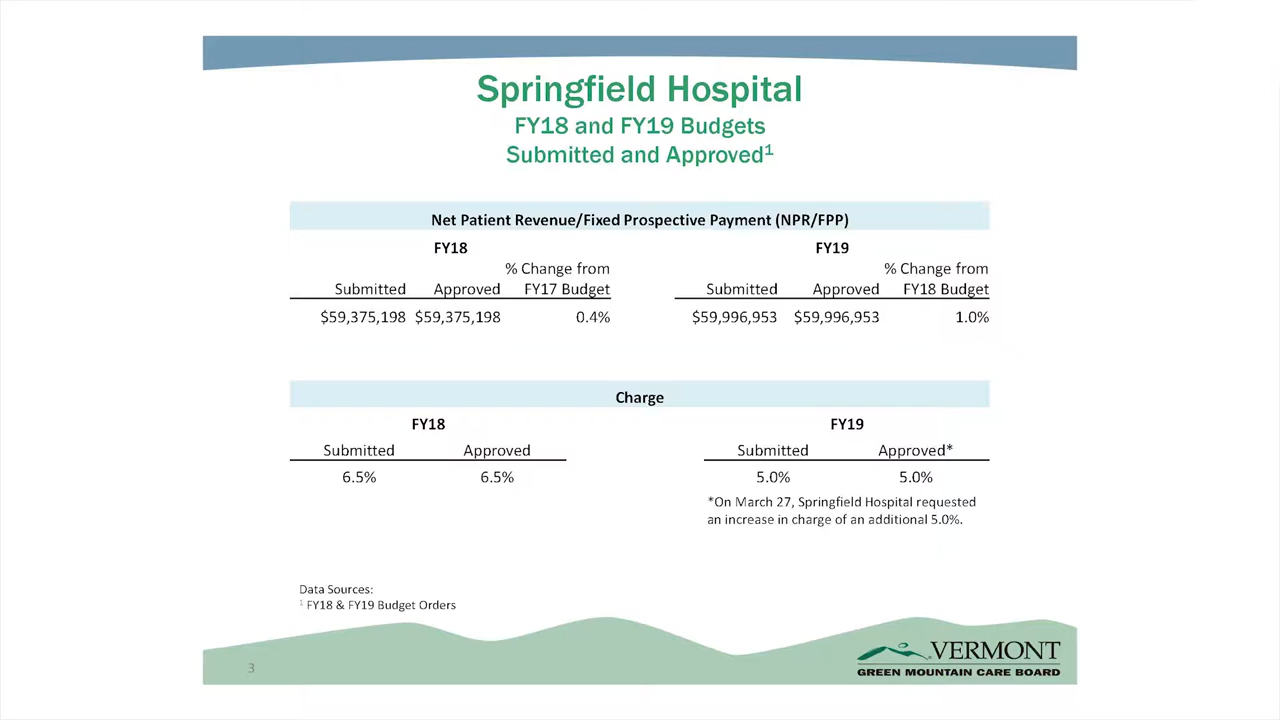 Springfield Hospital
FY18 and FY19 Budgets
Submitted and Approved¹
Net Patient Revenue/Fixed Prospective Payment (NPR/FPP)
FY18 FY19
% Change from % Change from
Submitted Approved FY17 Budget Submitted Approved FY18 Budget
$59,375,198 $59,375,198 0.4% $59,996,953 $59,996,953 1.0%
Charge
FY18 FY19
Submitted Approved Submitted Approved*
6.5% 6.5% 5.0% 5.0%
*On March 27, Springfield Hospital requested
an increase in charge of an additional 5.0%.
Data Sources:
¹ FY18 & FY19 Budget Orders
3
VERMONT
GREEN MOUNTAIN CARE BOARD